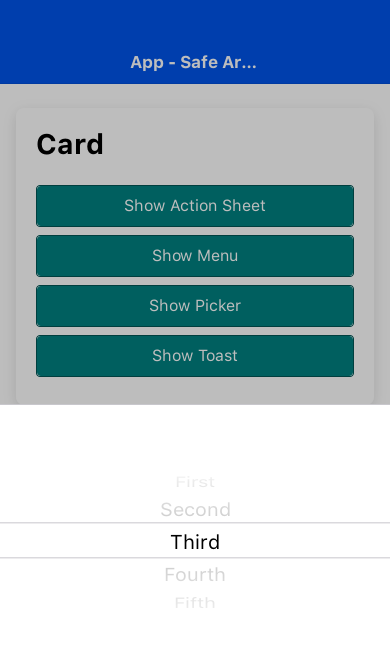 App - Safe Ar...
Card
Show Action Sheet
Show Menu
Show Picker
Show Toast
First
Second
Third
Fourth
Fifth